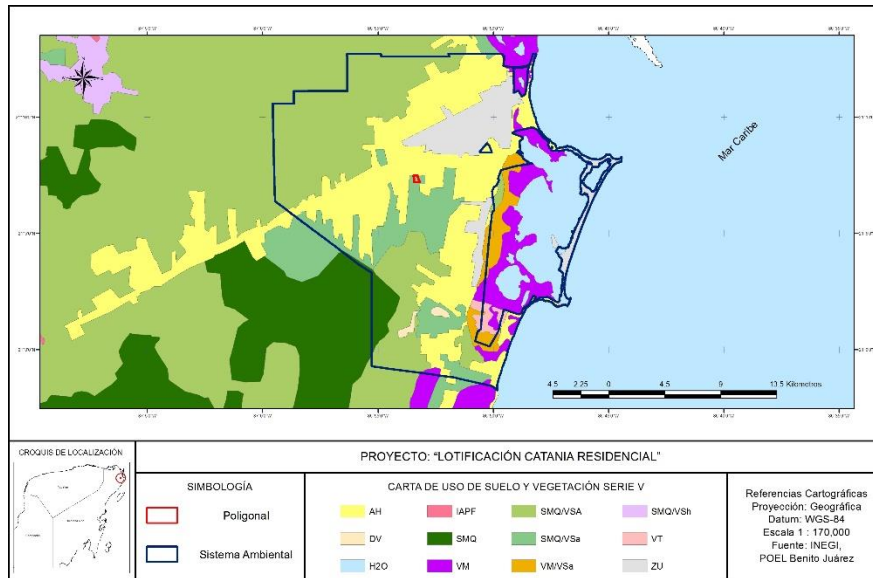 Mar Caribe
4.5 2.25 0 4.5 9 13.5 Kilometros
CROQUIS DE LOCALIZACIÓN
PROYECTO: "LOTIFICACIÓN CATANIA RESIDENCIAL"
SIMBOLOGÍA
Poligonal
Sistema Ambiental
CARTA DE USO DE SUELO Y VEGETACIÓN SERIE V
AH
IAPF
SMQ/VSA
SMQ/VSh
DV
SMQ
SMQ/VSa
VT
H2O
VM
VM/VSa
ZU
Referencias Cartográficas
Proyección: Geográfica
Datum: WGS-84
Escala 1 : 170,000
Fuente: INEGI,
POEL Benito Juárez